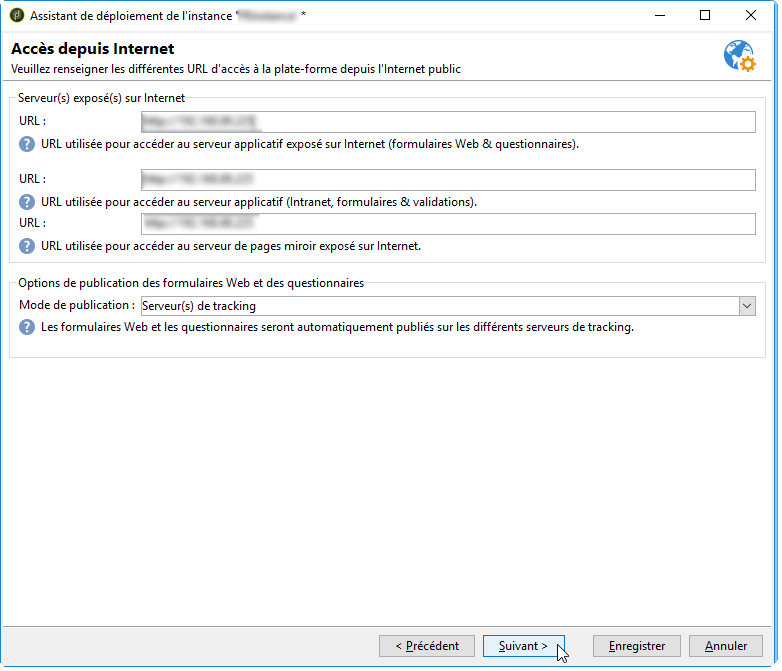 Assistant de déploiement de l'instance " " *
Accès depuis Internet
Veuillez renseigner les différentes URL d'accès à la plate-forme depuis l'Internet public
Serveur(s) exposé(s) sur Internet
URL :
? URL utilisée pour accéder au serveur applicatif exposé sur Internet (formulaires Web & questionnaires).
URL :
? URL utilisée pour accéder au serveur applicatif (Intranet, formulaires & validations).
URL :
? URL utilisée pour accéder au serveur de pages miroir exposé sur Internet.
Options de publication des formulaires Web et des questionnaires
Mode de publication : Serveur(s) de tracking
? Les formulaires Web et les questionnaires seront automatiquement publiés sur les différents serveurs de tracking.
< Précédent Suivant > Enregistrer Annuler